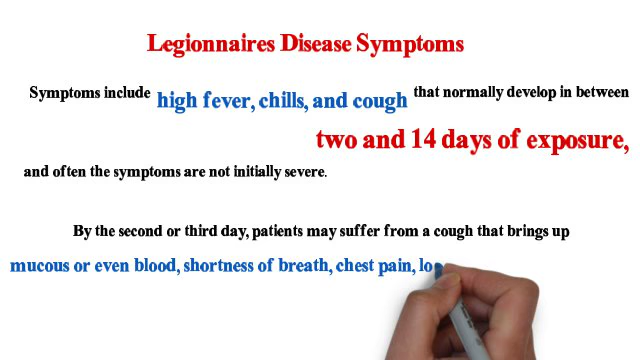 Legionnaires Disease Symptoms
Symptoms include high fever, chills, and cough that normally develop in between
two and 14 days of exposure,
and often the symptoms are not initially severe.
By the second or third day, patients may suffer from a cough that brings up
mucous or even blood, shortness of breath, chest pain, lo